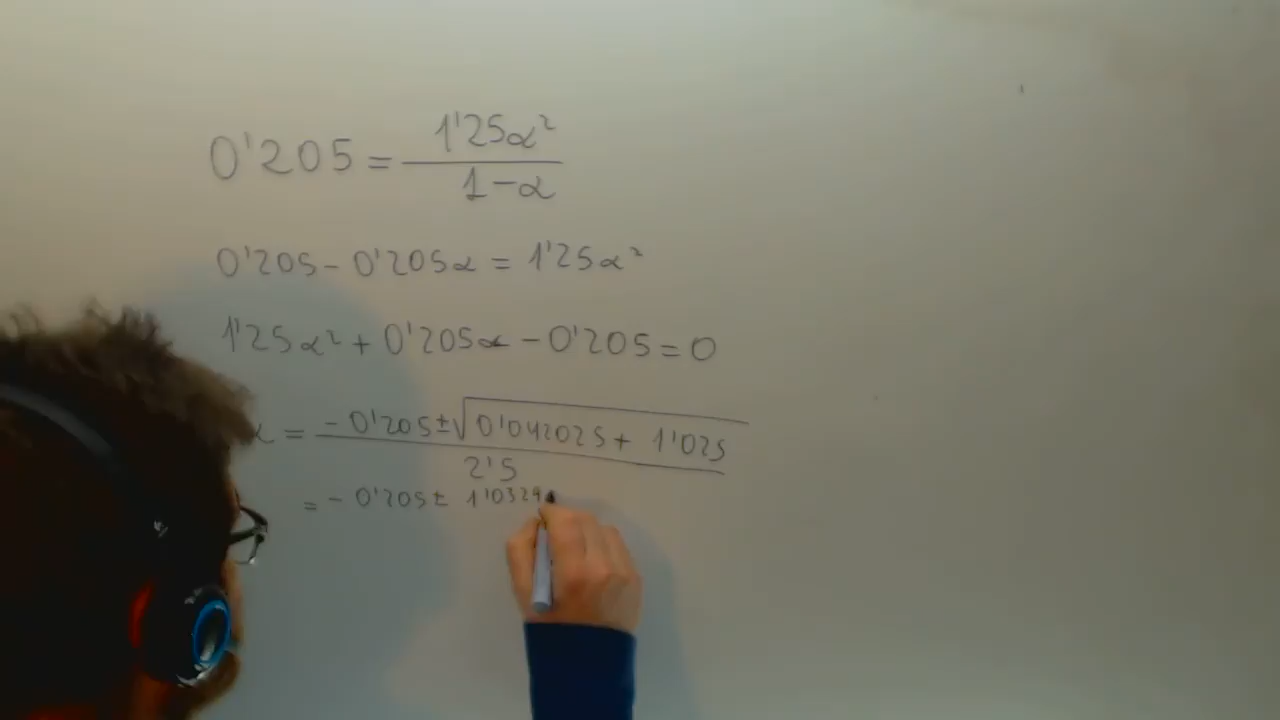 0'205 = 1'25α² / 1-α
0'205 - 0'205α = 1'25α²
1'25α² + 0'205α - 0'205 = 0
α = -0'205 ± √0'042025 + 1'025 / 2'5
= -0'205 ± 1'0329